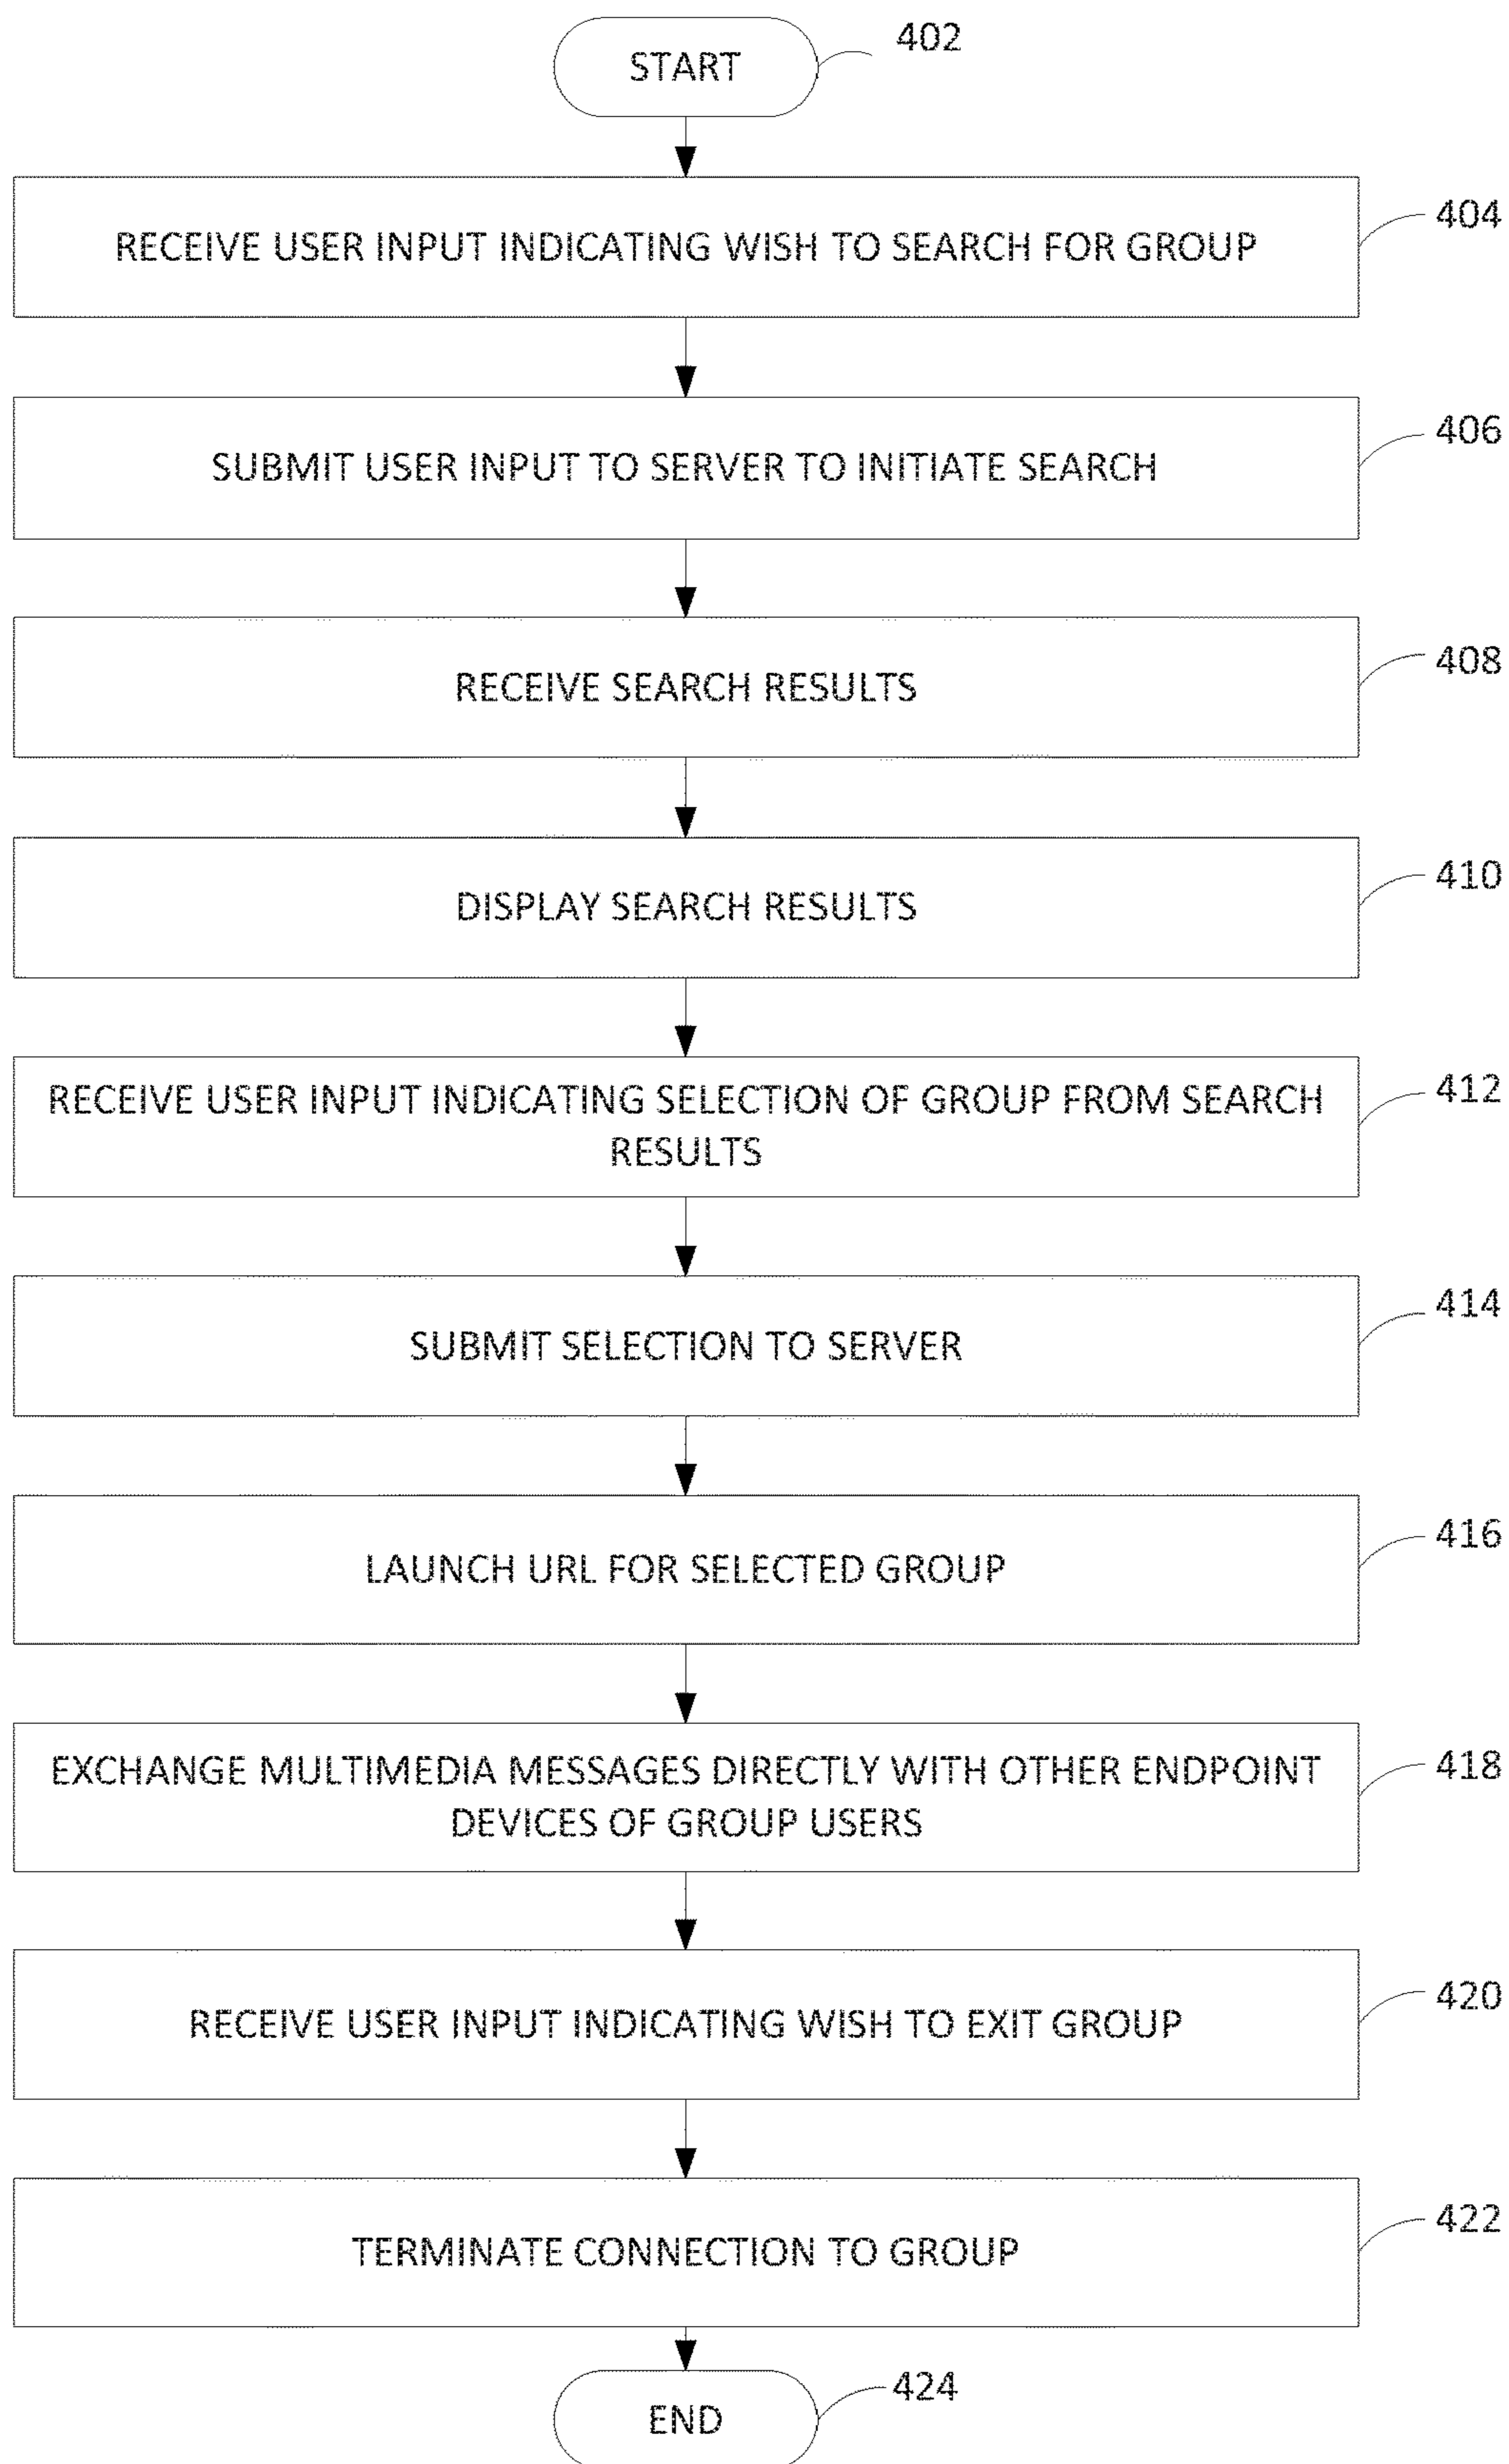 START
402
RECEIVE USER INPUT INDICATING WISH TO SEARCH FOR GROUP
404
SUBMIT USER INPUT TO SERVER TO INITIATE SEARCH
406
RECEIVE SEARCH RESULTS
408
DISPLAY SEARCH RESULTS
410
RECEIVE USER INPUT INDICATING SELECTION OF GROUP FROM SEARCH
RESULTS
412
SUBMIT SELECTION TO SERVER
414
LAUNCH URL FOR SELECTED GROUP
416
EXCHANGE MULTIMEDIA MESSAGES DIRECTLY WITH OTHER ENDPOINT
DEVICES OF GROUP USERS
418
RECEIVE USER INPUT INDICATING WISH TO EXIT GROUP
420
TERMINATE CONNECTION TO GROUP
422
END
424